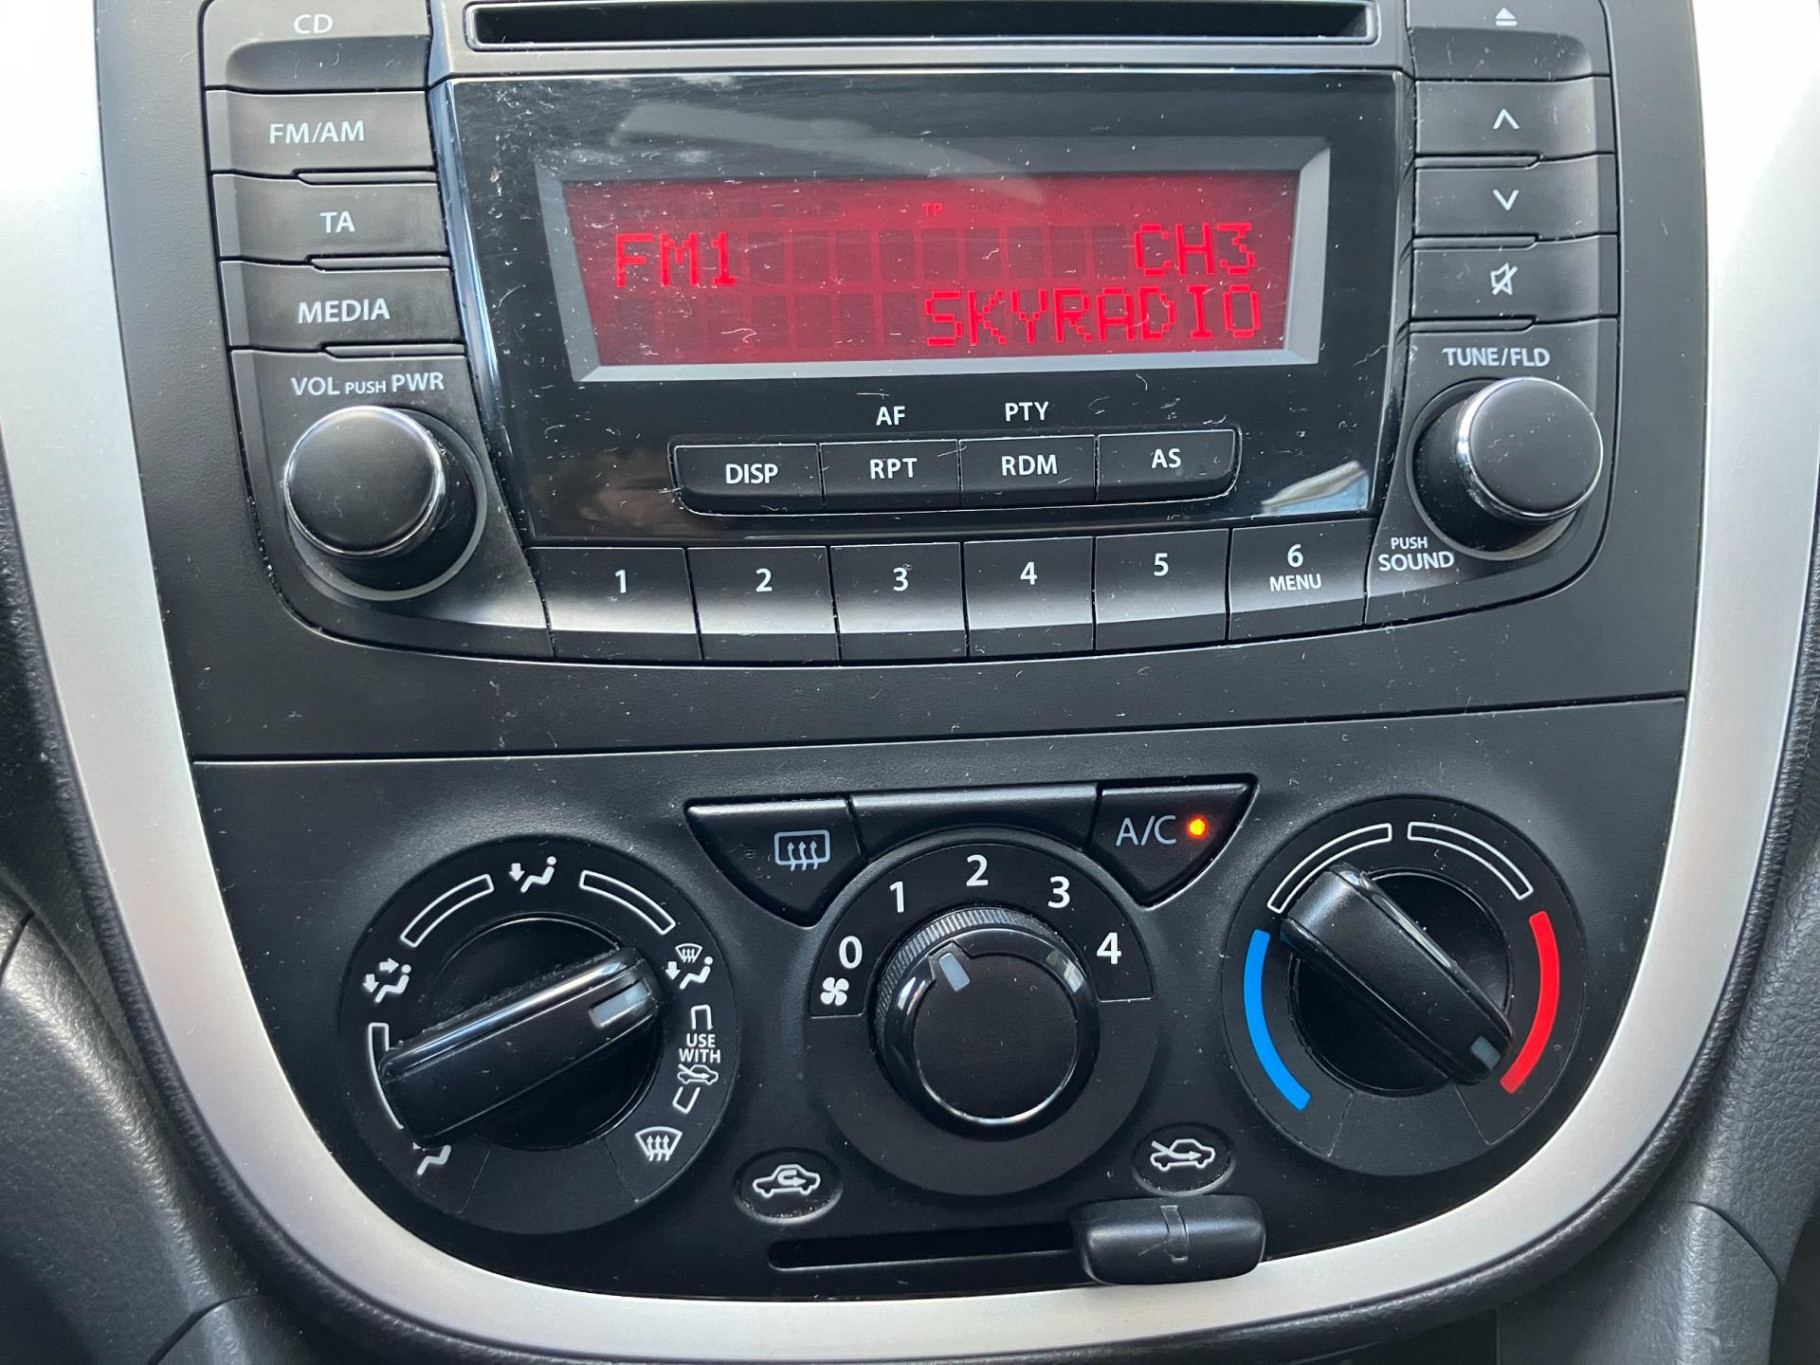 CD
FM/AM
TA
MEDIA
VOL PUSH PWR
TP
FM1 CH3
SKYRADIO
AF PTY
DISP RPT RDM AS
1 2 3 4 5 6
MENU
TUNE/FLD
PUSH
SOUND
A/C
0 1 2 3 4
USE
WITH